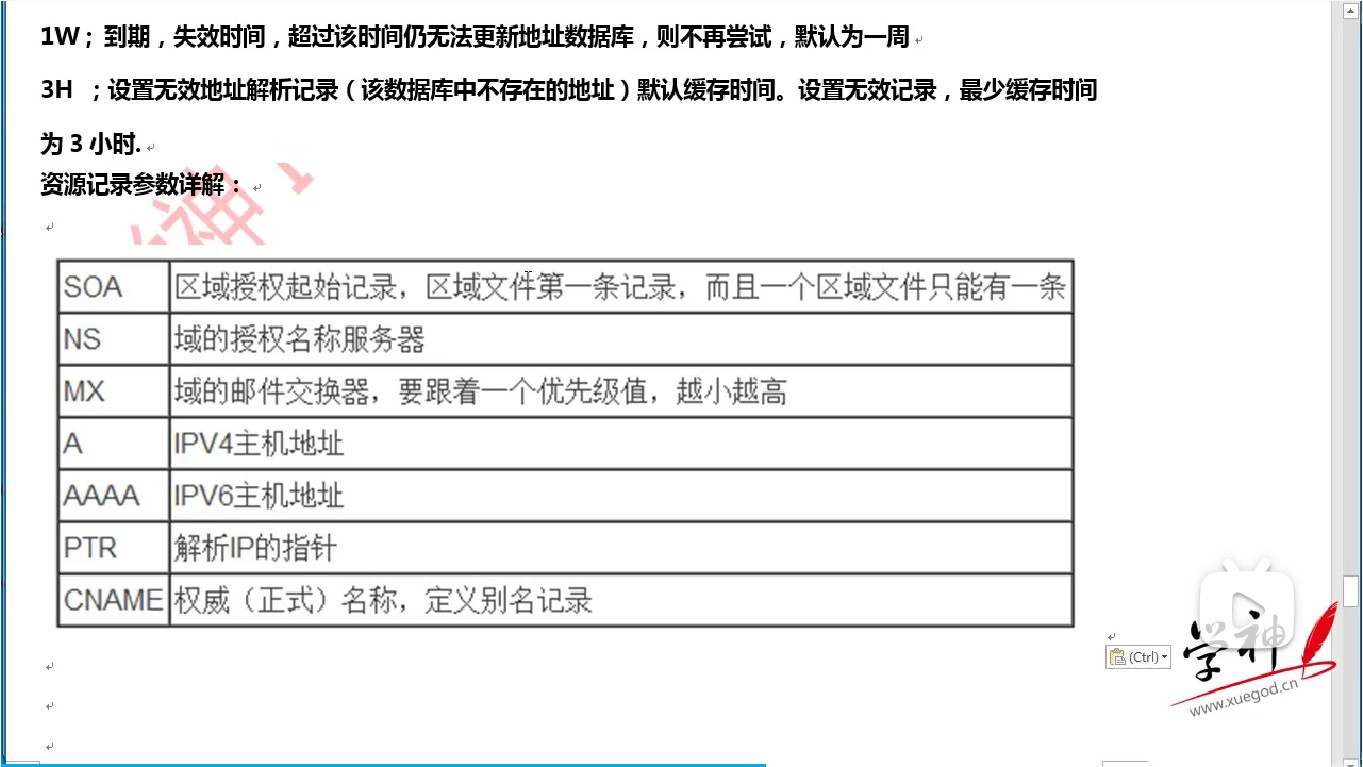 1W；到期，失效时间，超过该时间仍无法更新地址数据库，则不再尝试，默认为一周
3H ；设置无效地址解析记录（该数据库中不存在的地址）默认缓存时间。设置无效记录，最少缓存时间
为 3 小时.
资源记录参数详解：
神
SOA 区域授权起始记录，区域文件第一条记录，而且一个区域文件只能有一条
NS 域的授权名称服务器
MX 域的邮件交换器，要跟着一个优先级值，越小越高
A IPV4主机地址
AAAA IPV6主机地址
PTR 解析IP的指针
CNAME 权威（正式）名称，定义别名记录
(Ctrl)
学神
www.xuegod.cn